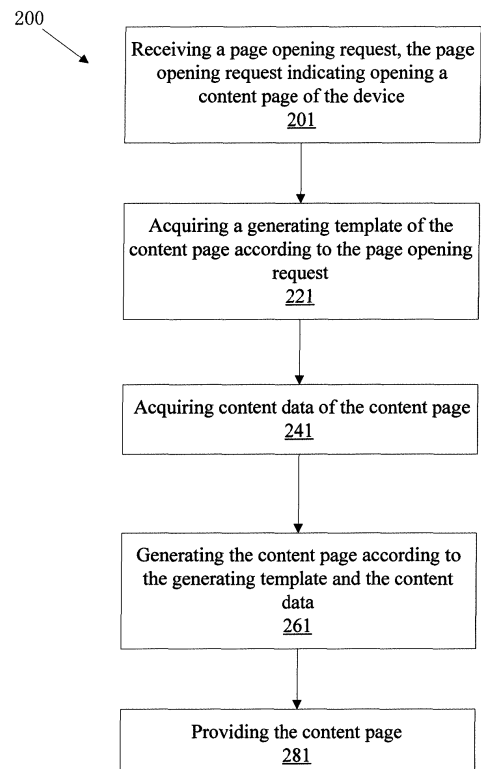 200
Receiving a page opening request, the page
opening request indicating opening a
content page of the device
201
Acquiring a generating template of the
content page according to the page opening
request
221
Acquiring content data of the content page
241
Generating the content page according to
the generating template and the content
data
261
Providing the content page
281